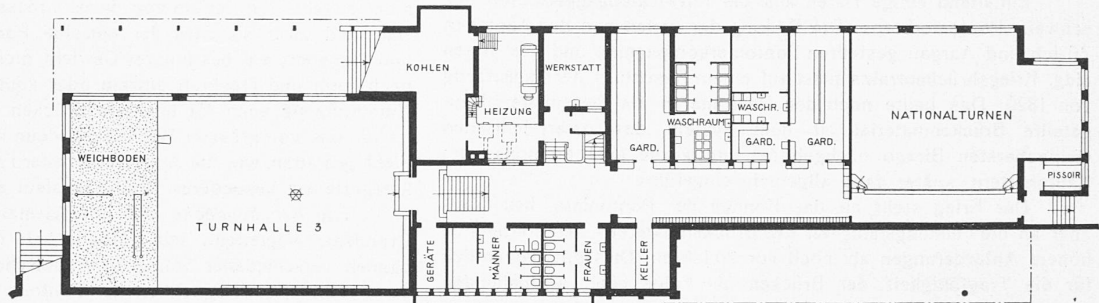 KOHLEN
HEIZUNG
WERKSTATT
GARD.
WASCHRAUM
WASCHR.
GARD.
GARD.
NATIONALTURNEN
PISSOIR
WEICHBODEN
TURNHALLE 3
GERÄTE
MÄNNER
FRAUEN
KELLER